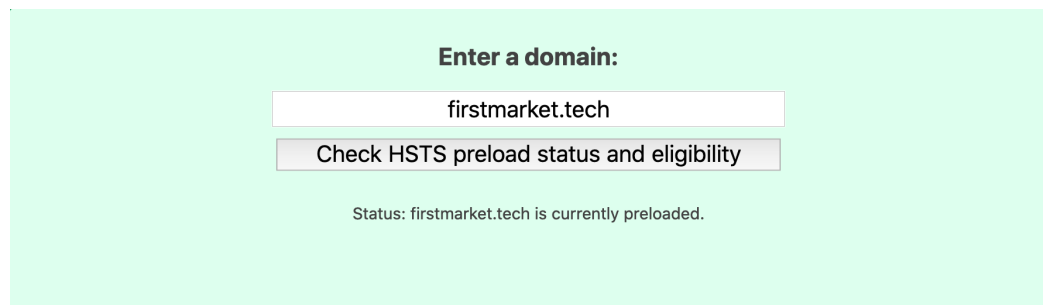 Enter a domain:
firstmarket.tech
Check HSTS preload status and eligibility
Status: firstmarket.tech is currently preloaded.